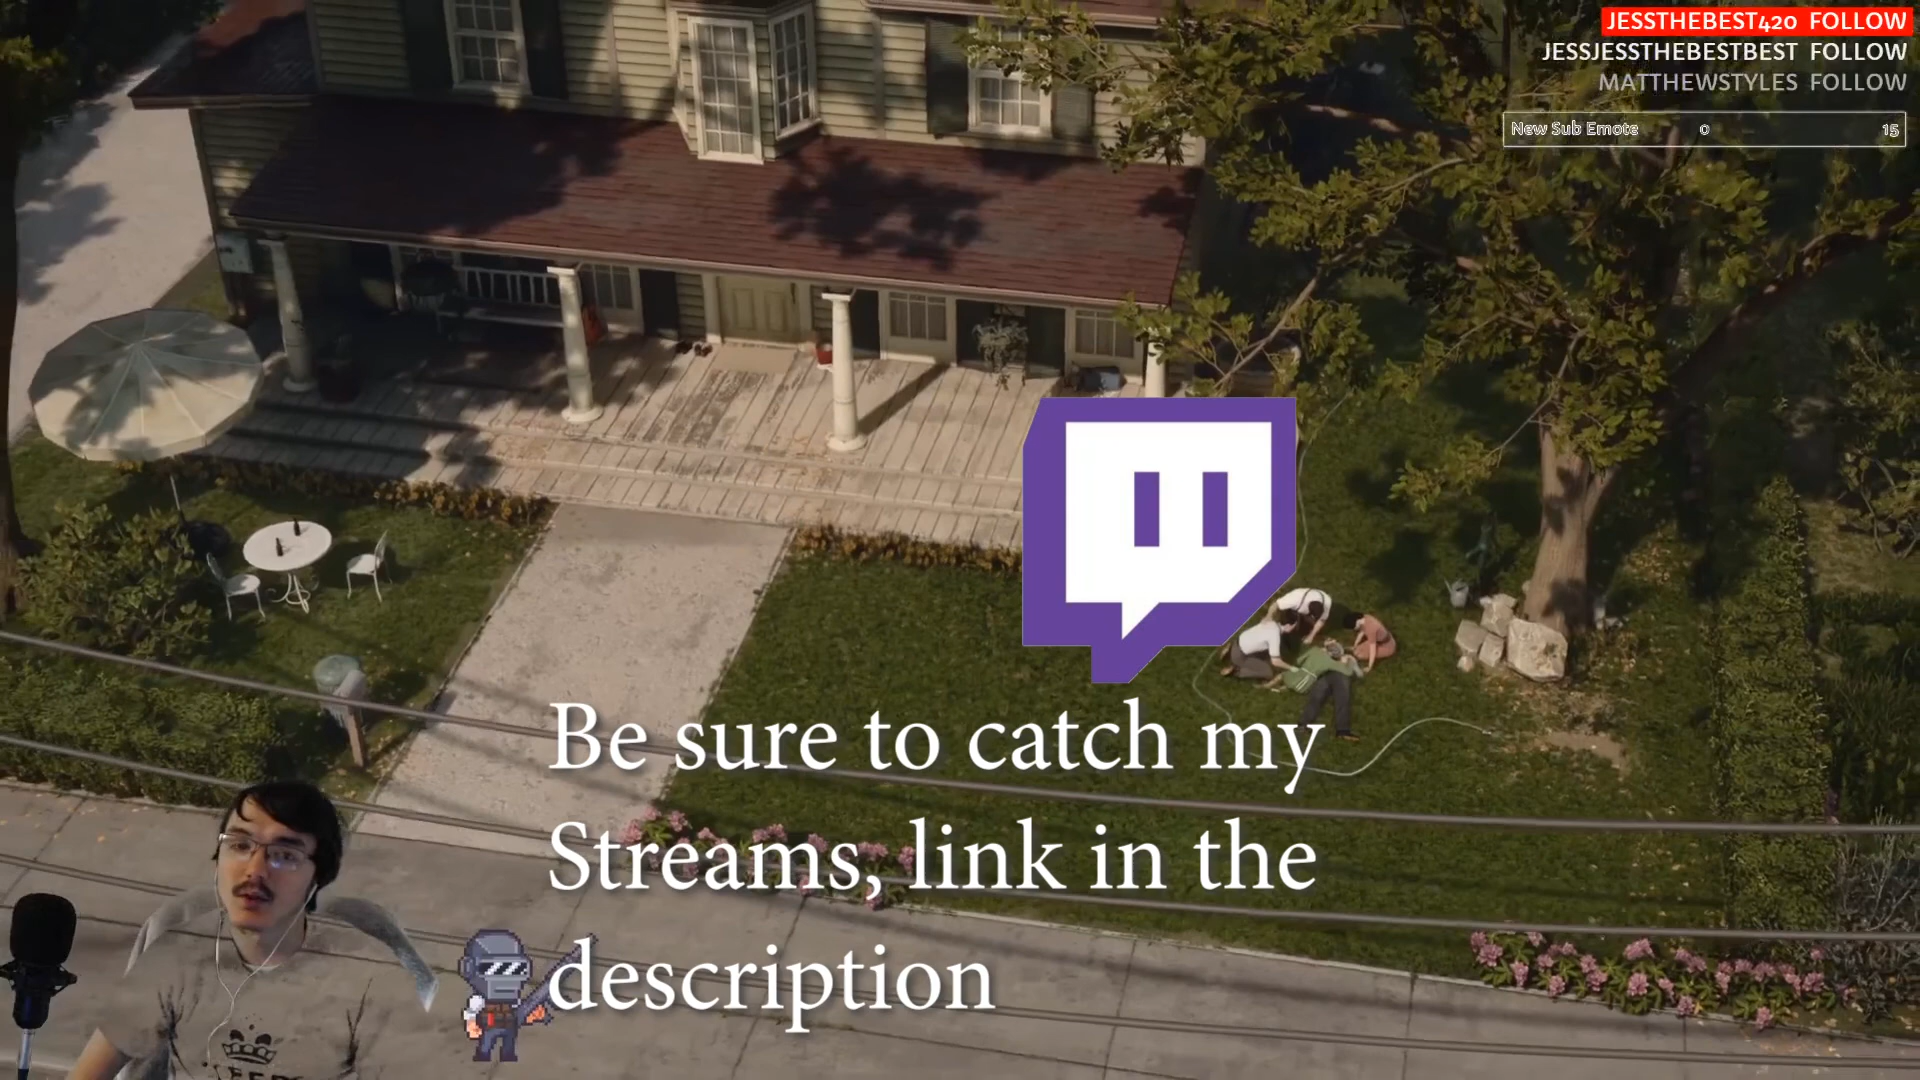 JESSTHEBEST420 FOLLOW
JESSJESSTHEBESTBEST FOLLOW
MATTHEWSTYLES FOLLOW
New Sub Emote 0 15
Be sure to catch my
Streams, link in the
description